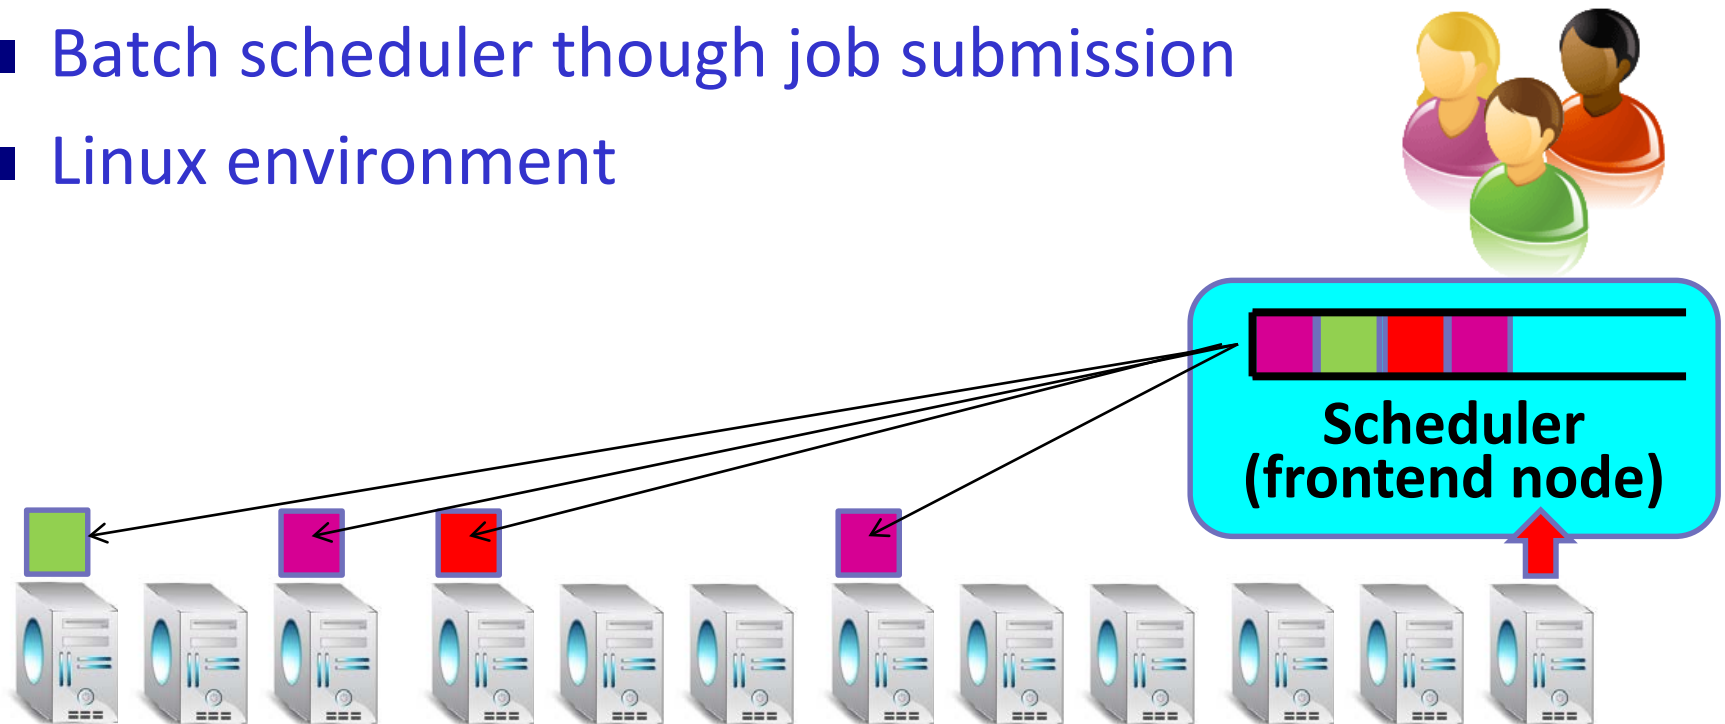 Batch scheduler though job submission
Linux environment
Scheduler
(frontend node)